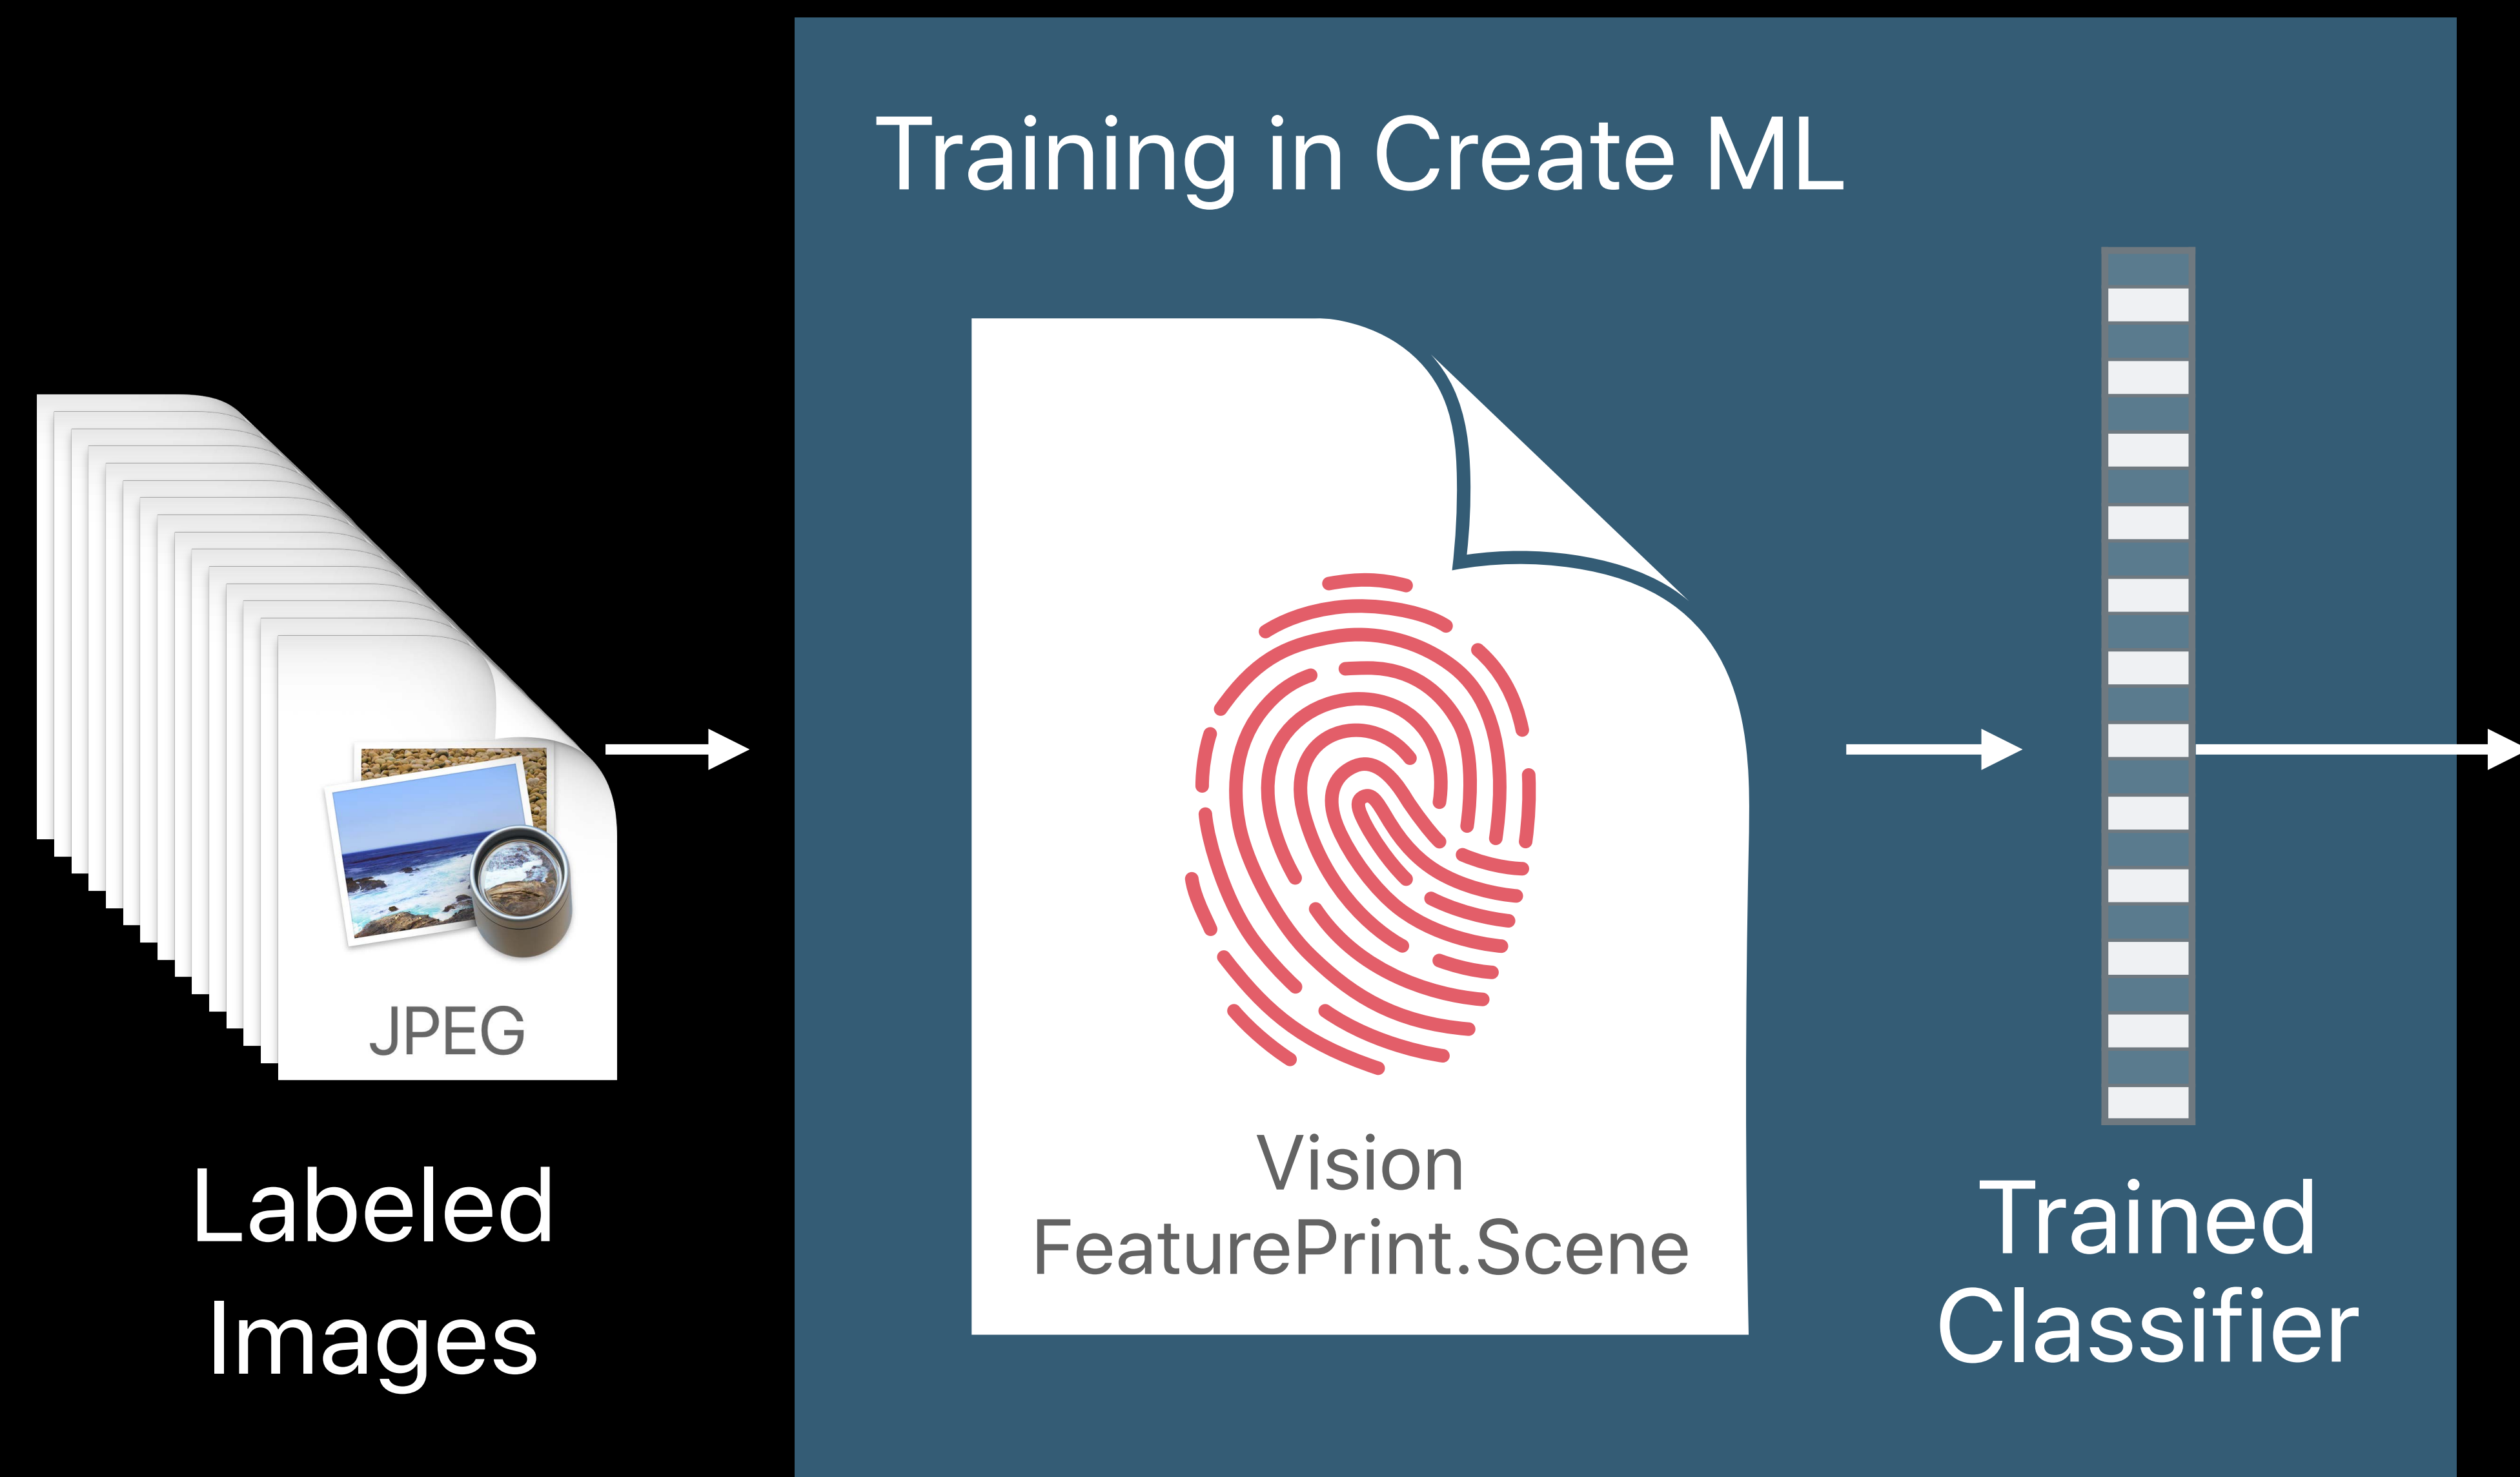 Training in Create ML
JPEG
Labeled
Images
Vision
FeaturePrint.Scene
Trained
Classifier